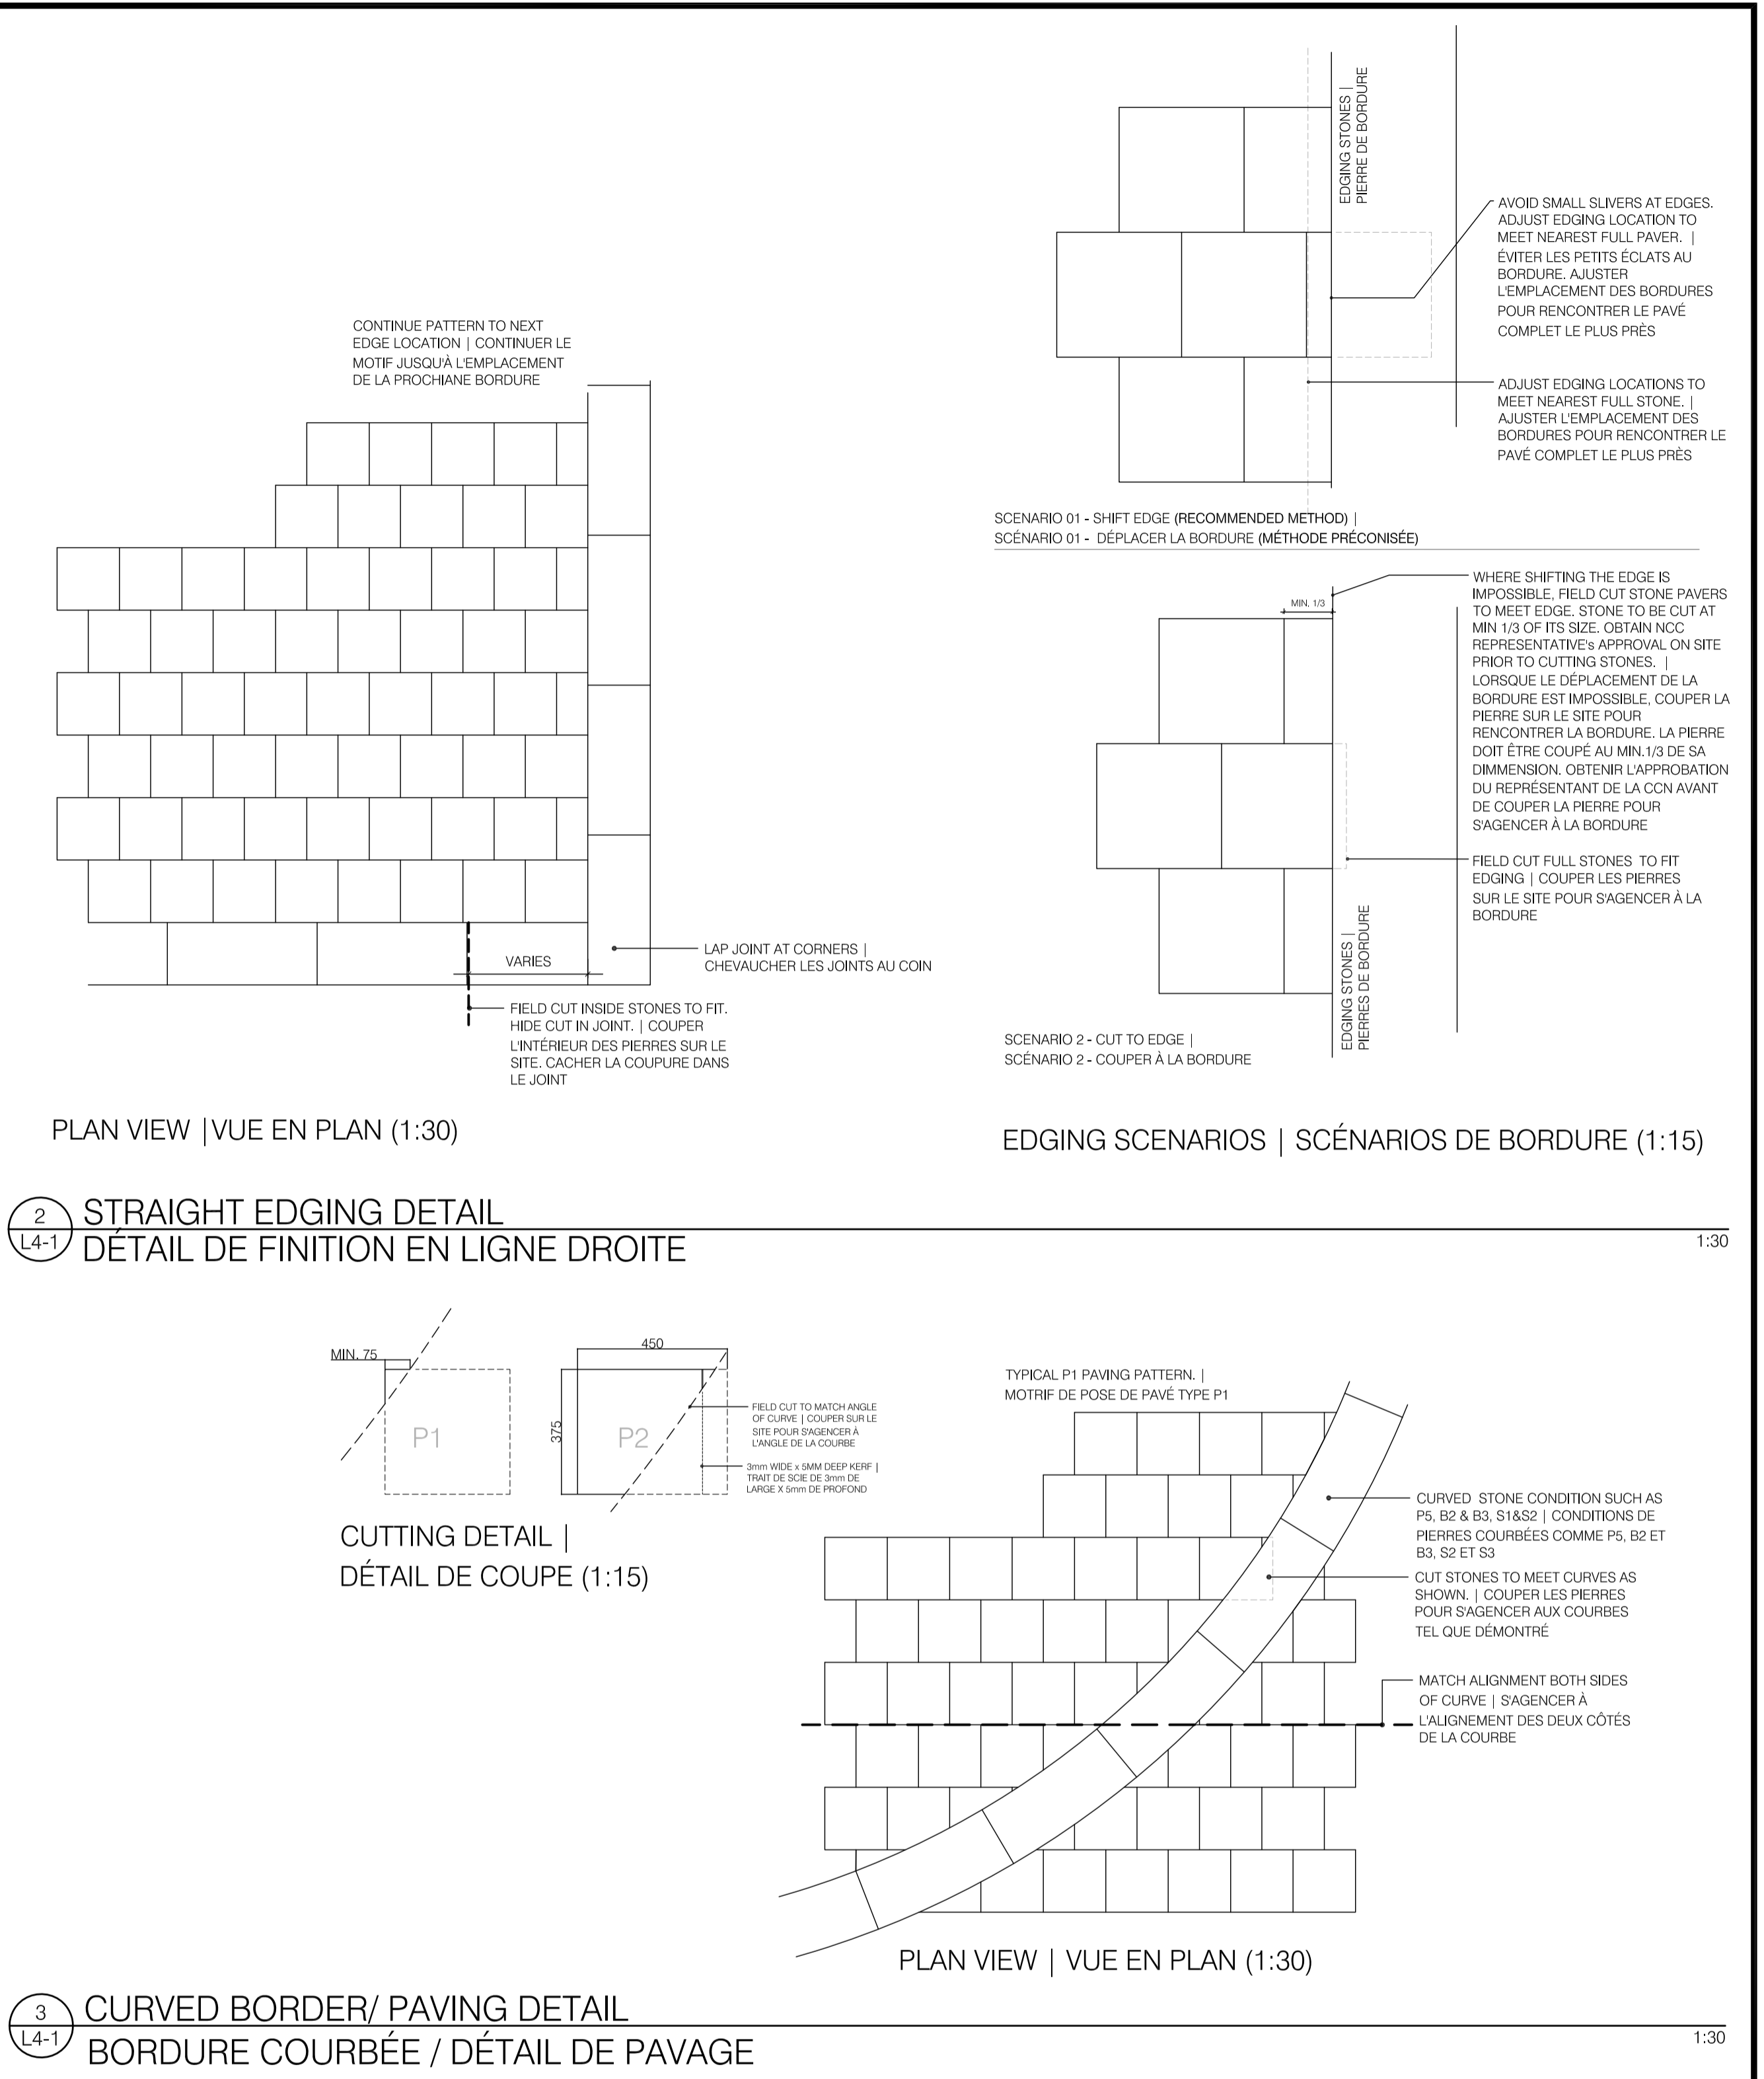 CONTINUE PATTERN TO NEXT
EDGE LOCATION | CONTINUER LE
MOTIF JUSQU'À L'EMPLACEMENT
DE LA PROCHIANE BORDURE
VARIES
LAP JOINT AT CORNERS |
CHEVAUCHER LES JOINTS AU COIN
FIELD CUT INSIDE STONES TO FIT.
HIDE CUT IN JOINT. | COUPER
L'INTÉRIEUR DES PIERRES SUR LE
SITE. CACHER LA COUPURE DANS
LE JOINT
PLAN VIEW |VUE EN PLAN (1:30)
EDGING STONES |
PIERRE DE BORDURE
AVOID SMALL SLIVERS AT EDGES.
ADJUST EDGING LOCATION TO
MEET NEAREST FULL PAVER. |
ÉVITER LES PETITS ÉCLATS AU
BORDURE. AJUSTER
L'EMPLACEMENT DES BORDURES
POUR RENCONTRER LE PAVÉ
COMPLET LE PLUS PRÈS
ADJUST EDGING LOCATIONS TO
MEET NEAREST FULL STONE. |
AJUSTER L'EMPLACEMENT DES
BORDURES POUR RENCONTRER LE
PAVÉ COMPLET LE PLUS PRÈS
SCENARIO 01 - SHIFT EDGE (RECOMMENDED METHOD) |
SCÉNARIO 01 - DÉPLACER LA BORDURE (MÉTHODE PRÉCONISÉE)
MIN. 1/3
WHERE SHIFTING THE EDGE IS
IMPOSSIBLE, FIELD CUT STONE PAVERS
TO MEET EDGE. STONE TO BE CUT AT
MIN 1/3 OF ITS SIZE. OBTAIN NCC
REPRESENTATIVE's APPROVAL ON SITE
PRIOR TO CUTTING STONES. |
LORSQUE LE DÉPLACEMENT DE LA
BORDURE EST IMPOSSIBLE, COUPER LA
PIERRE SUR LE SITE POUR
RENCONTRER LA BORDURE. LA PIERRE
DOIT ÊTRE COUPÉ AU MIN.1/3 DE SA
DIMMENSION. OBTENIR L'APPROBATION
DU REPRÉSENTANT DE LA CCN AVANT
DE COUPER LA PIERRE POUR
S'AGENCER À LA BORDURE
FIELD CUT FULL STONES TO FIT
EDGING | COUPER LES PIERRES
SUR LE SITE POUR S'AGENCER À LA
BORDURE
EDGING STONES |
PIERRES DE BORDURE
SCENARIO 2 - CUT TO EDGE |
SCÉNARIO 2 - COUPER À LA BORDURE
EDGING SCENARIOS | SCÉNARIOS DE BORDURE (1:15)
2
L4-1
STRAIGHT EDGING DETAIL
DÉTAIL DE FINITION EN LIGNE DROITE
1:30
MIN. 75
P1
450
375
P2
FIELD CUT TO MATCH ANGLE
OF CURVE | COUPER SUR LE
SITE POUR S'AGENCER À
L'ANGLE DE LA COURBE
3mm WIDE x 5MM DEEP KERF |
TRAIT DE SCIE DE 3mm DE
LARGE X 5mm DE PROFOND
CUTTING DETAIL |
DÉTAIL DE COUPE (1:15)
TYPICAL P1 PAVING PATTERN. |
MOTRIF DE POSE DE PAVÉ TYPE P1
CURVED STONE CONDITION SUCH AS
P5, B2 & B3, S1&S2 | CONDITIONS DE
PIERRES COURBÉES COMME P5, B2 ET
B3, S2 ET S3
CUT STONES TO MEET CURVES AS
SHOWN. | COUPER LES PIERRES
POUR S'AGENCER AUX COURBES
TEL QUE DÉMONTRÉ
MATCH ALIGNMENT BOTH SIDES
OF CURVE | S'AGENCER À
L'ALIGNEMENT DES DEUX CÔTÉS
DE LA COURBE
PLAN VIEW | VUE EN PLAN (1:30)
3
L4-1
CURVED BORDER/ PAVING DETAIL
BORDURE COURBÉE / DÉTAIL DE PAVAGE
1:30